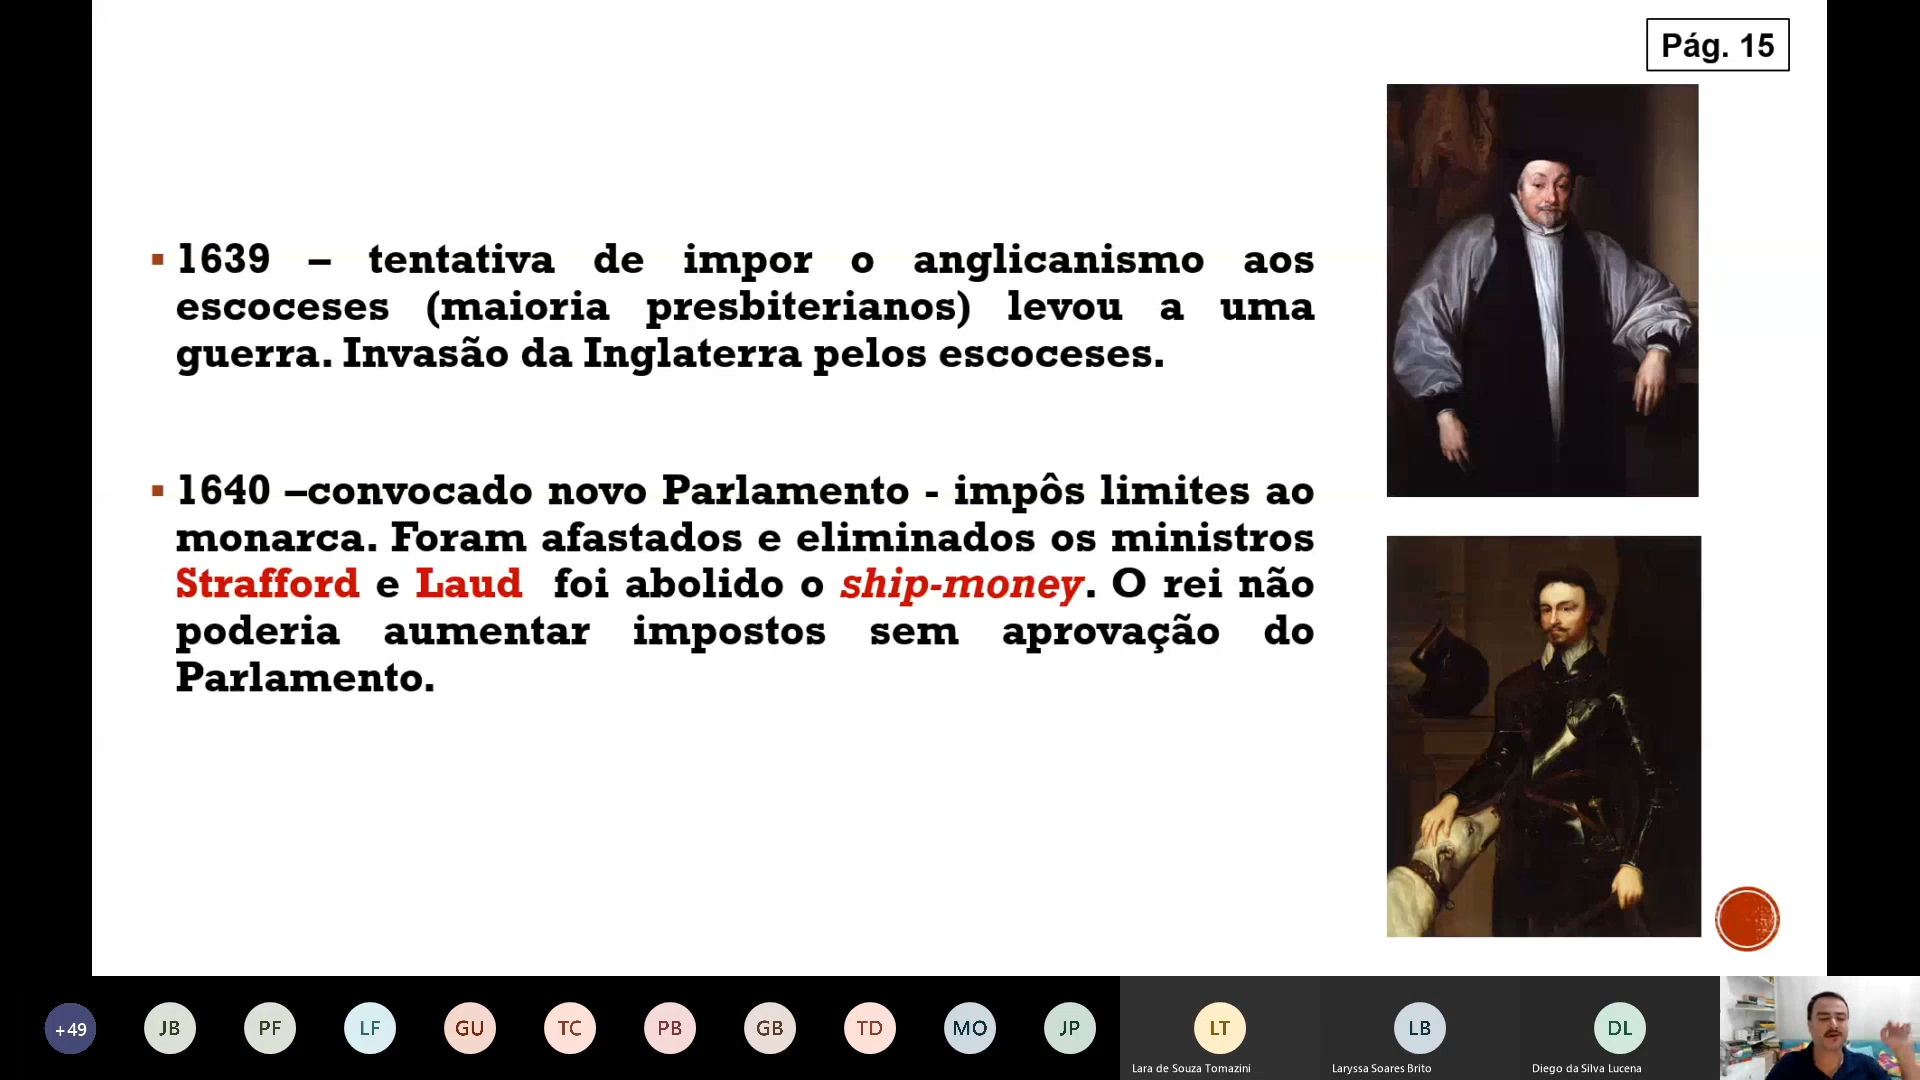 Pág. 15
▪ 1639 – tentativa de impor o anglicanismo aos
escoceses (maioria presbiterianos) levou a uma
guerra. Invasão da Inglaterra pelos escoceses.
▪ 1640 –convocado novo Parlamento - impôs limites ao
monarca. Foram afastados e eliminados os ministros
Strafford e Laud foi abolido o ship-money. O rei não
poderia aumentar impostos sem aprovação do
Parlamento.
+49 JB PF LF GU TC PB GB TD MO JP LT LB DL
Lara de Souza Tomazini Laryssa Soares Brito Diego da Silva Lucena